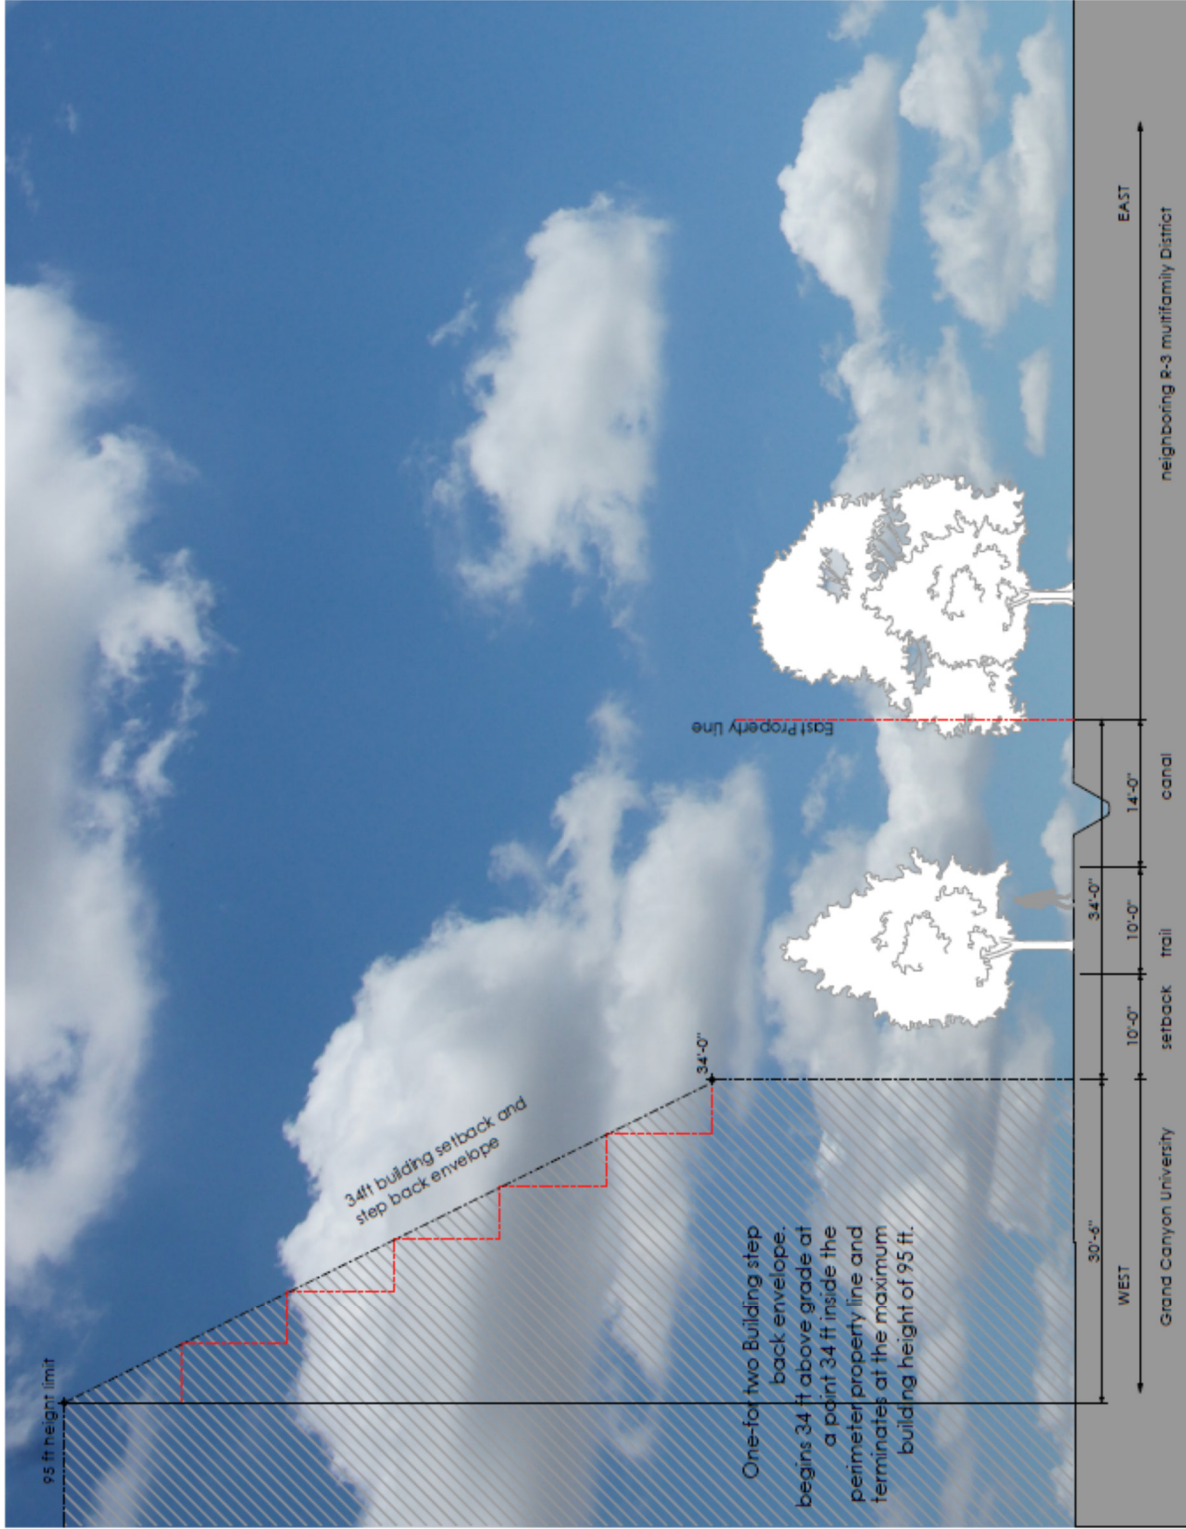 95 ft height limit
34ft building setback and
step back envelope
34'-0"
East Property Line
One-for two Building step
back envelope.
begins 34 ft above grade at
a point 34 ft inside the
perimeter property line and
terminates at the maximum
building height of 95 ft.
30'-6"
34'-0"
WEST
10'-0"
10'-0"
14'-0"
EAST
Grand Canyon University
setback
trail
canal
neighboring R-3 multifamily District